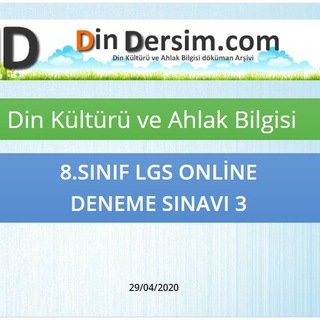 D
Din Dersim.com
Din Kültürü ve Ahlak Bilgisi döküman Arşivi
Din Kültürü ve Ahlak Bilgisi
8.SINIF LGS ONLİNE
DENEME SINAVI 3
29/04/2020